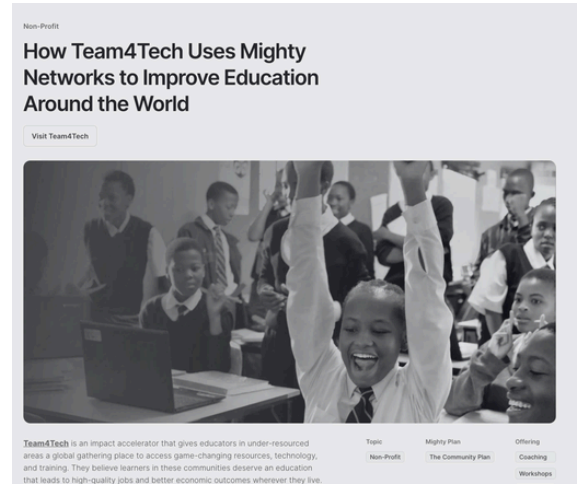 Non-Profit
How Team4Tech Uses Mighty
Networks to Improve Education
Around the World
Visit Team4Tech
Team4Tech is an impact accelerator that gives educators in under-resourced
areas a global gathering place to access game-changing resources, technology,
and training. They believe learners in these communities deserve an education
that leads to high-quality jobs and better economic outcomes wherever they live.
Topic
Non-Profit
Mighty Plan
The Community Plan
Offering
Coaching
Workshops